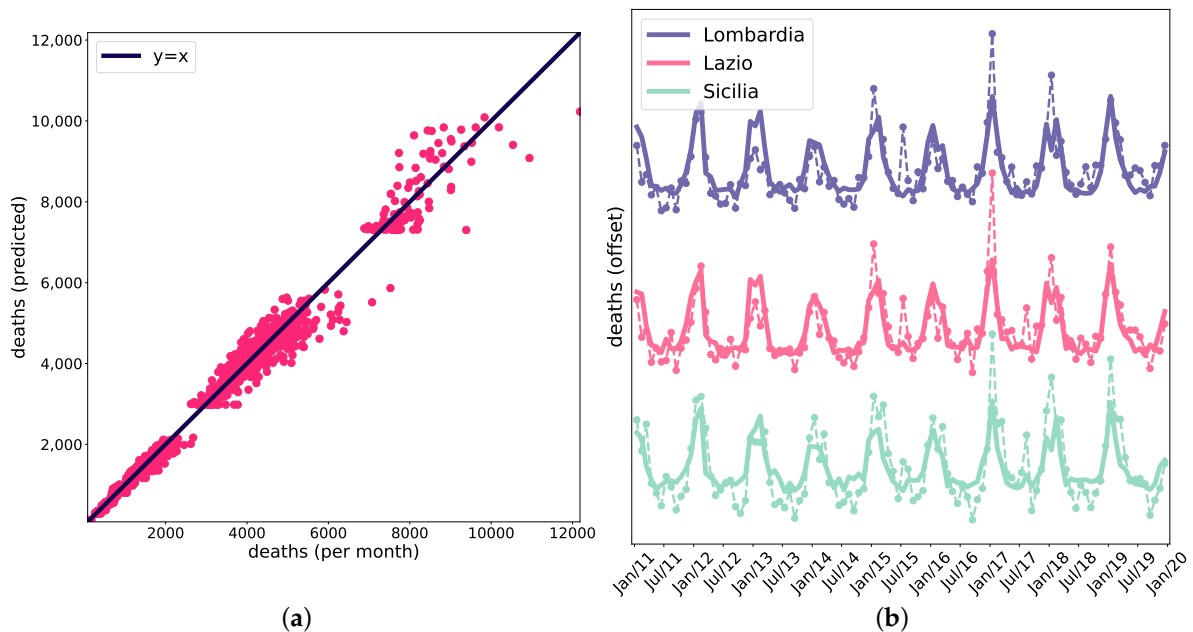 y=x
12,000
10,000
8,000
6,000
4,000
2,000
deaths (predicted)
2000 4000 6000 8000 10000 12000
deaths (per month)
(a)
Lombardia
Lazio
Sicilia
deaths (offset)
Jan/11 Jul/11 Jan/12 Jul/12 Jan/13 Jul/13 Jan/14 Jul/14 Jan/15 Jul/15 Jan/16 Jul/16 Jan/17 Jul/17 Jan/18 Jul/18 Jan/19 Jul/19 Jan/20
(b)